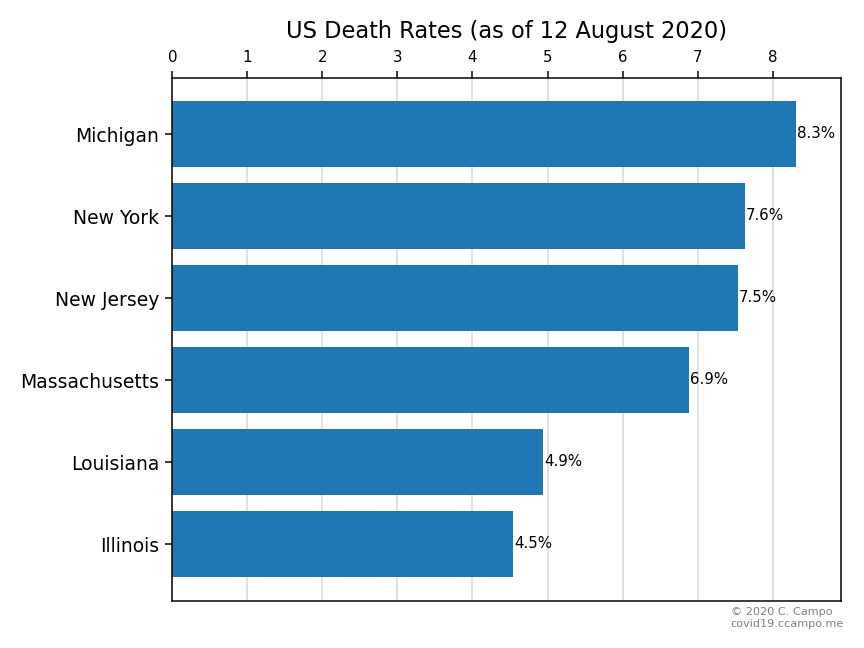 US Death Rates (as of 12 August 2020)
0 1 2 3 4 5 6 7 8
Michigan 8.3%
New York 7.6%
New Jersey 7.5%
Massachusetts 6.9%
Louisiana 4.9%
Illinois 4.5%
© 2020 C. Campo
covid19.ccampo.me